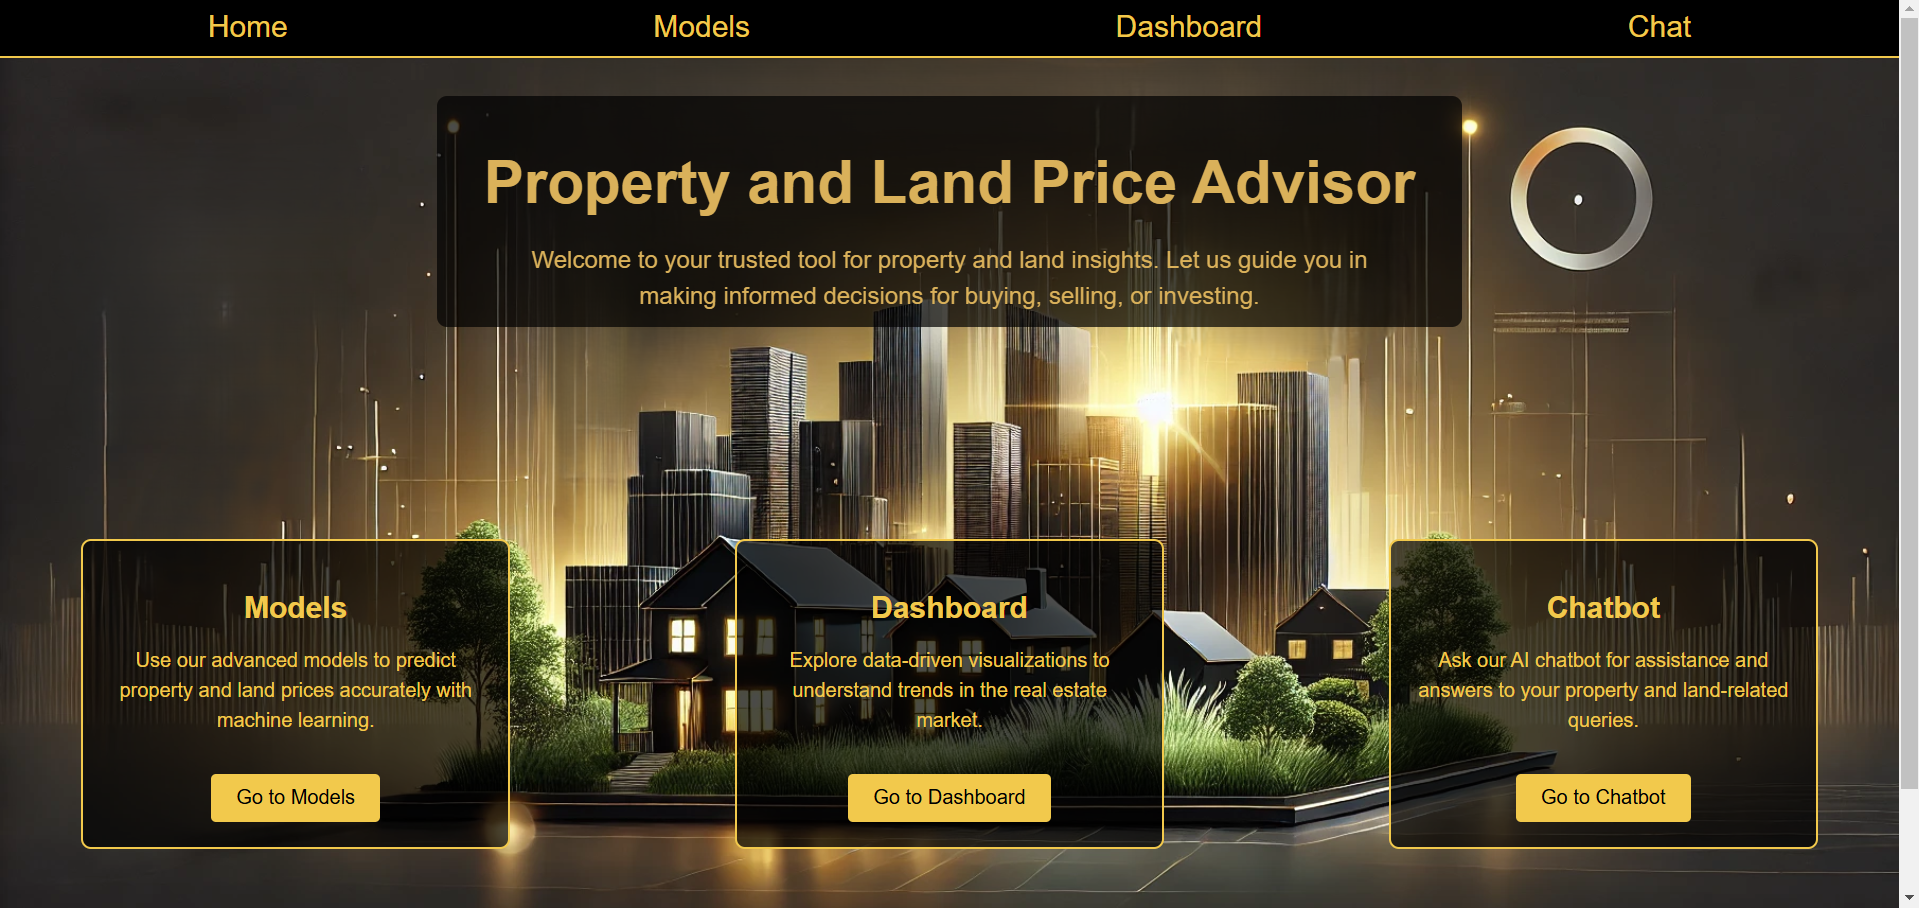 Home Models Dashboard Chat
Property and Land Price Advisor
Welcome to your trusted tool for property and land insights. Let us guide you in
making informed decisions for buying, selling, or investing.
Models
Use our advanced models to predict
property and land prices accurately with
machine learning.
Go to Models
Dashboard
Explore data-driven visualizations to
understand trends in the real estate
market.
Go to Dashboard
Chatbot
Ask our AI chatbot for assistance and
answers to your property and land-related
queries.
Go to Chatbot